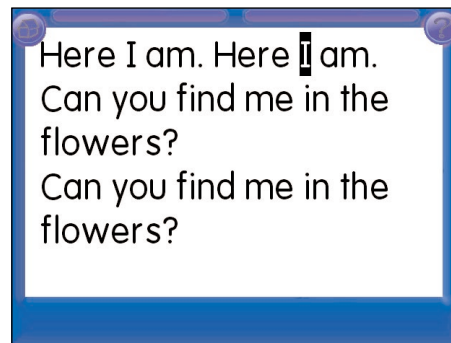 Here I am. Here I am.
Can you find me in the
flowers?
Can you find me in the
flowers?